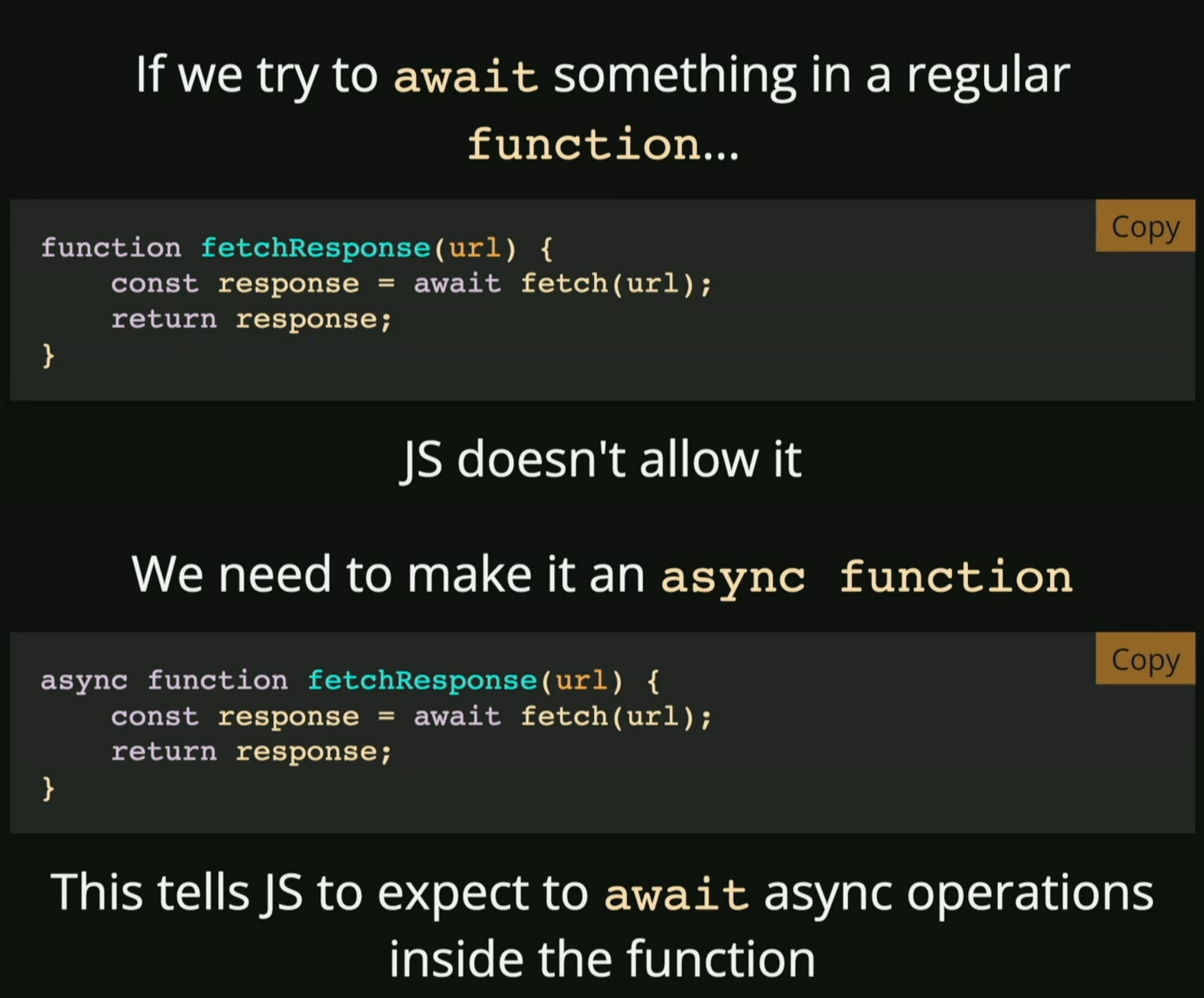 If we try to await something in a regular
function...
Copy
function fetchResponse(url) {
    const response = await fetch(url);
    return response;
}
JS doesn't allow it
We need to make it an async function
Copy
async function fetchResponse(url) {
    const response = await fetch(url);
    return response;
}
This tells JS to expect to await async operations
inside the function